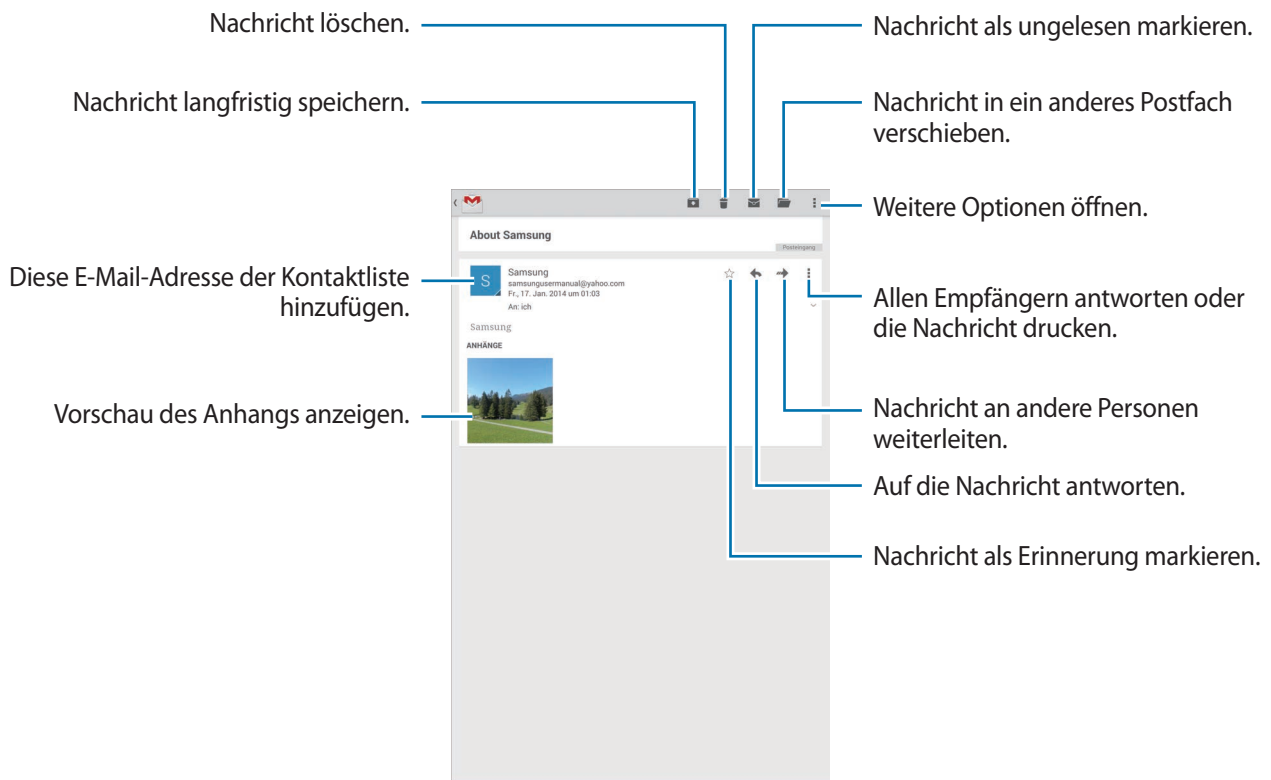 Nachricht löschen.
Nachricht als ungelesen markieren.
Nachricht langfristig speichern.
Nachricht in ein anderes Postfach
verschieben.
Weitere Optionen öffnen.
About Samsung
Posteingang
Diese E-Mail-Adresse der Kontaktliste
hinzufügen.
S
Samsung
samsungusermanual@yahoo.com
Fr., 17. Jan. 2014 um 01:03
An: ich
Samsung
ANHÄNGE
Allen Empfängern antworten oder
die Nachricht drucken.
Vorschau des Anhangs anzeigen.
Nachricht an andere Personen
weiterleiten.
Auf die Nachricht antworten.
Nachricht als Erinnerung markieren.